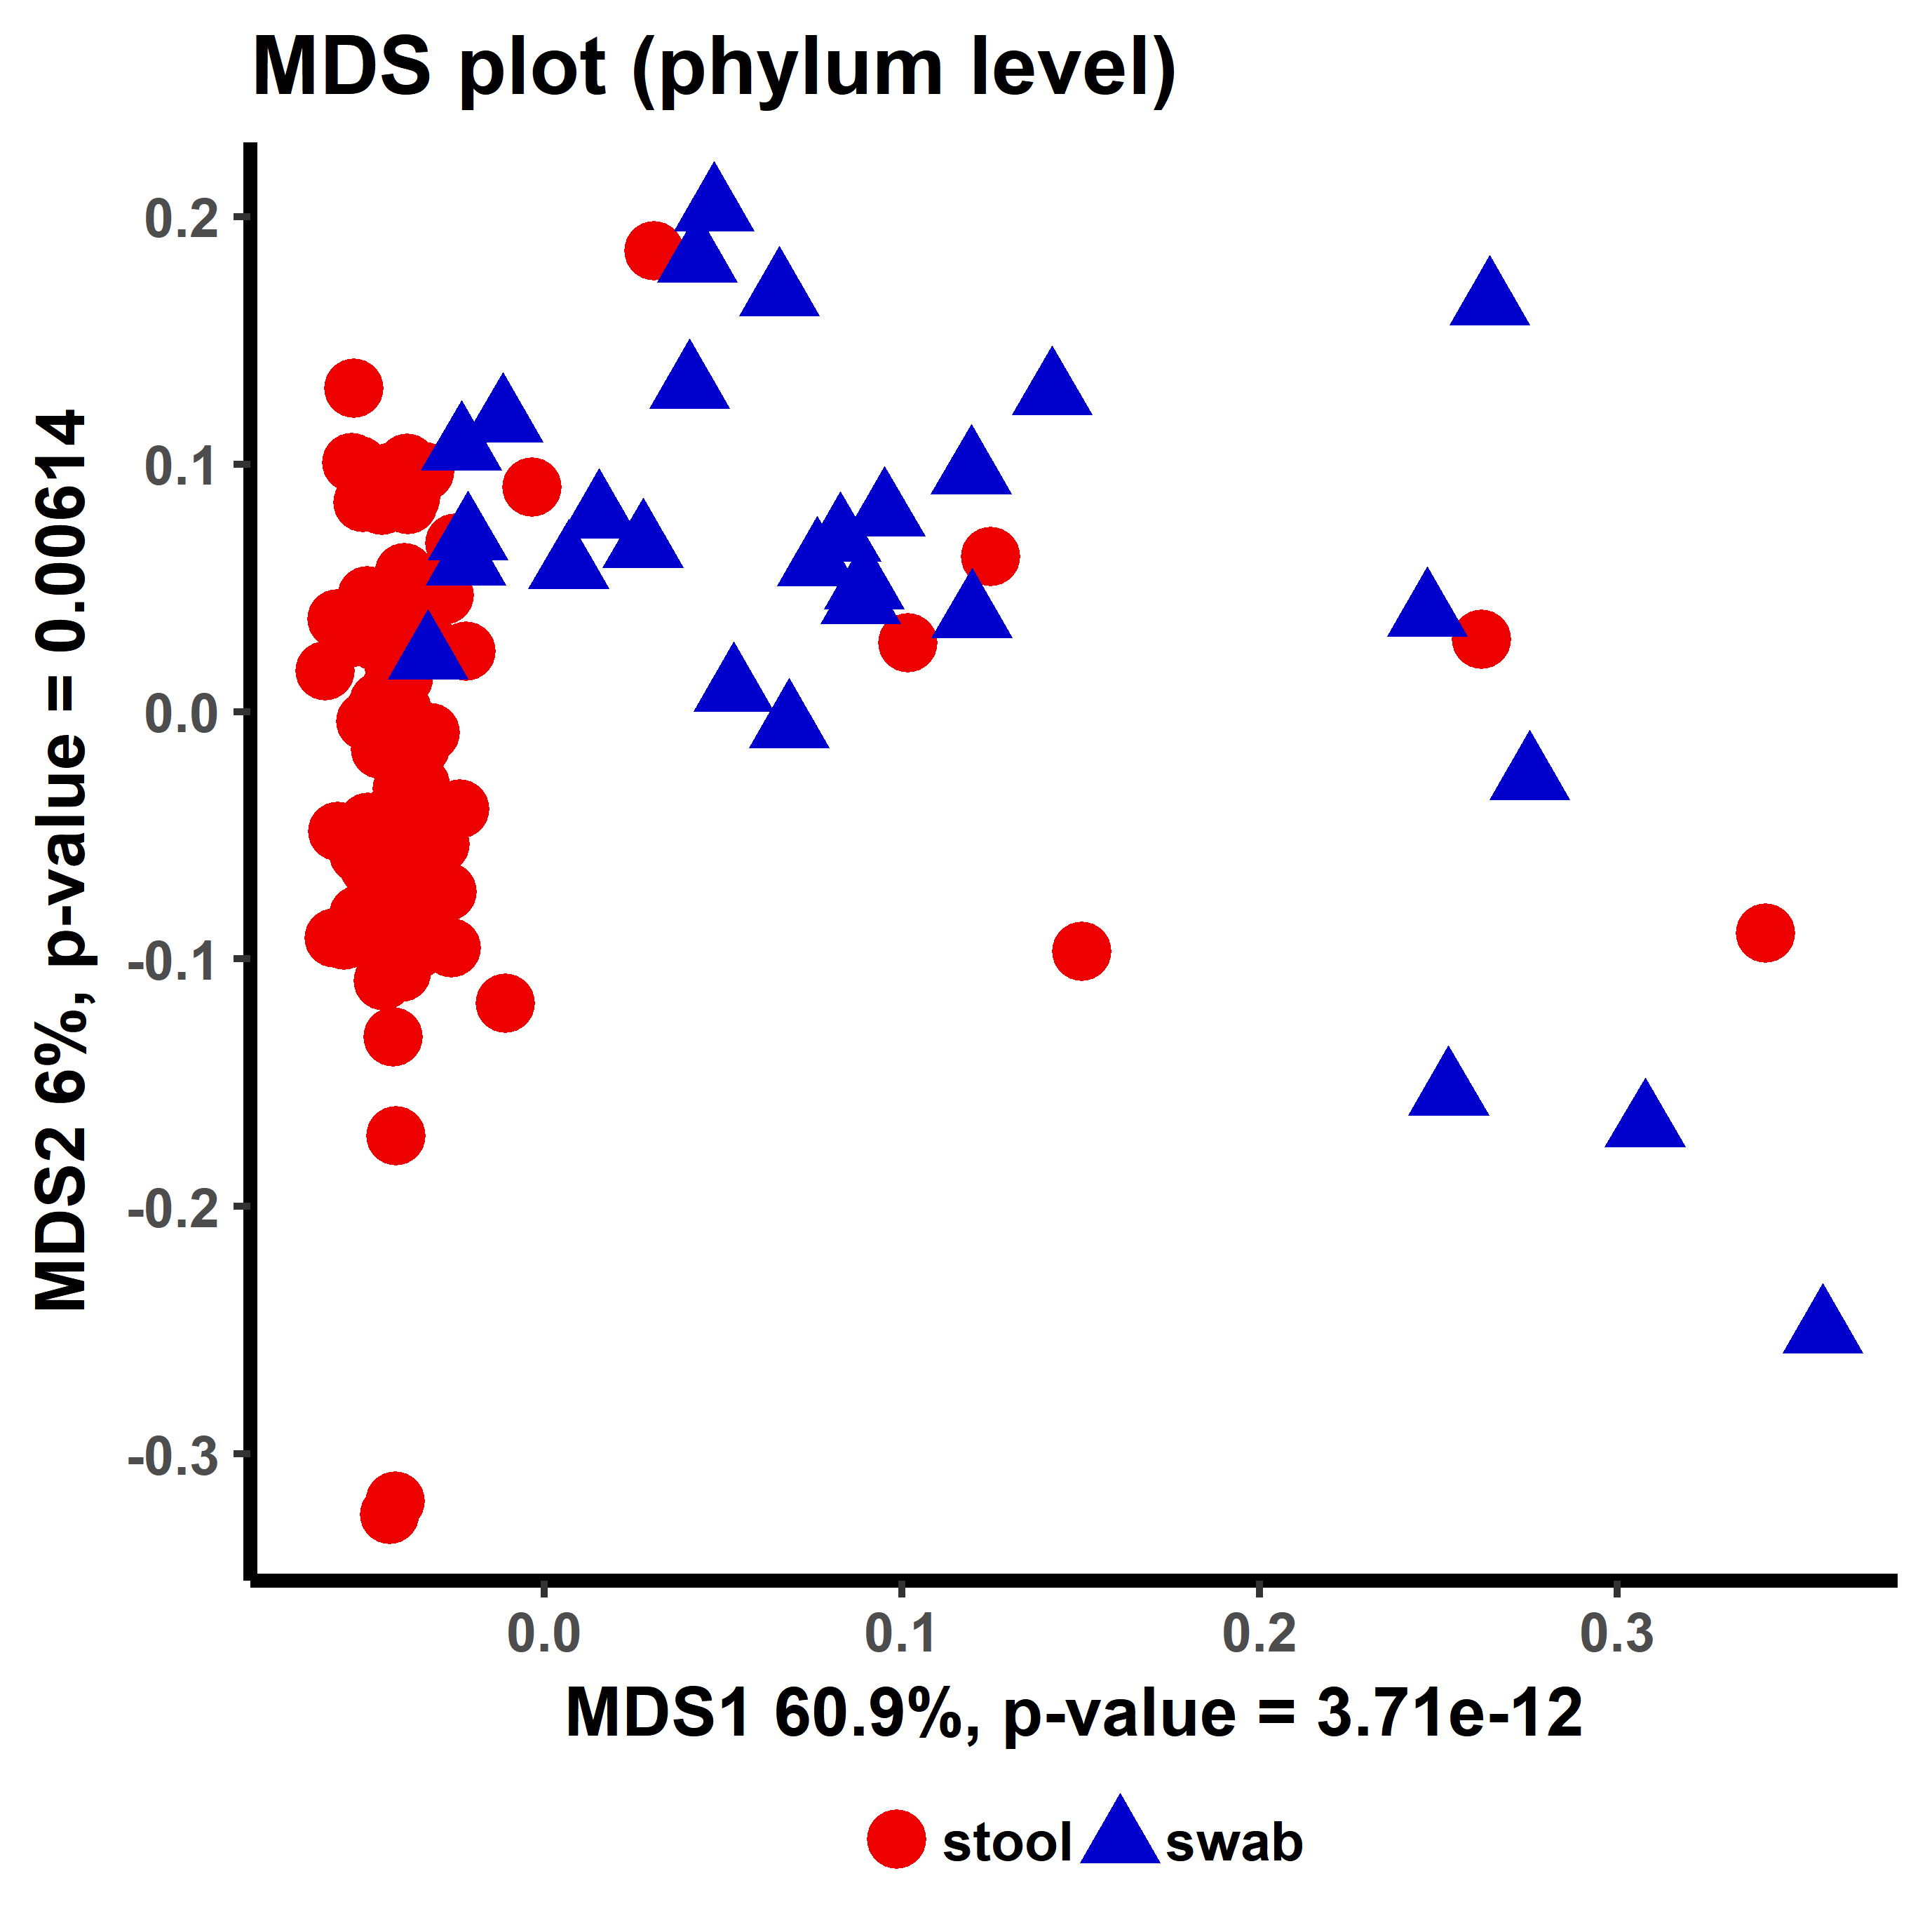 MDS plot (phylum level)
MDS2 6%, p-value = 0.00614
0.2
0.1
0.0
-0.1
-0.2
-0.3
0.0 0.1 0.2 0.3
MDS1 60.9%, p-value = 3.71e-12
stool swab